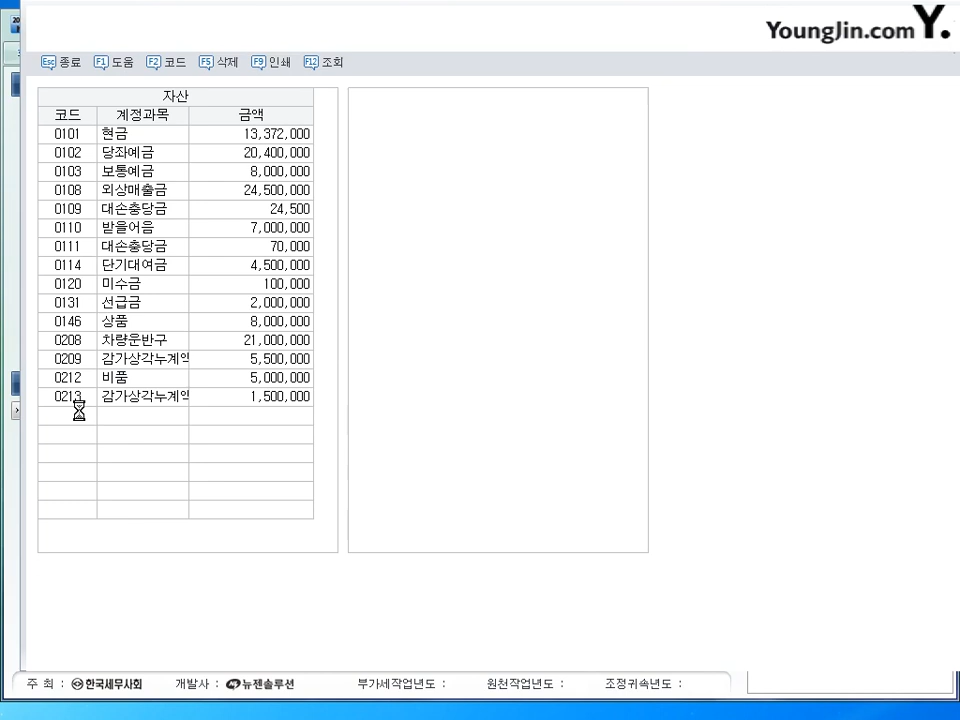 YoungJin.com Y.
Esc 종료 F1 도움 F2 코드 F5 삭제 F9 인쇄 F12 조회
자산
코드 계정과목 금액
0101 현금 13,372,000
0102 당좌예금 20,400,000
0103 보통예금 8,000,000
0108 외상매출금 24,500,000
0109 대손충당금 24,500
0110 받을어음 7,000,000
0111 대손충당금 70,000
0114 단기대여금 4,500,000
0120 미수금 100,000
0131 선급금 2,000,000
0146 상품 8,000,000
0208 차량운반구 21,000,000
0209 감가상각누계액 5,500,000
0212 비품 5,000,000
0213 감가상각누계액 1,500,000
주 최 : 한국세무사회 개발사 : 뉴젠솔루션 부가세작업년도 : 원천작업년도 : 조정귀속년도 :